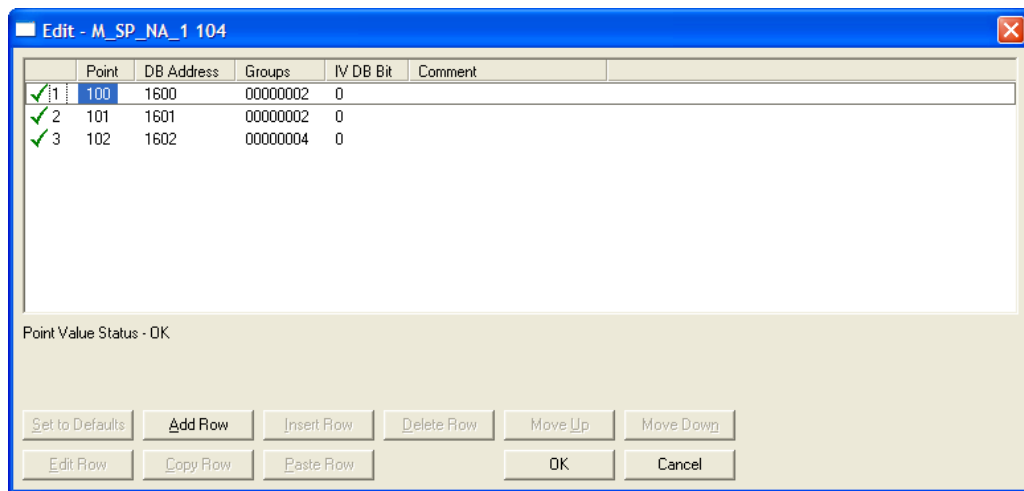 Edit - M_SP_NA_1 104
Point DB Address Groups IV DB Bit Comment
1 100 1600 00000002 0
2 101 1601 00000002 0
3 102 1602 00000004 0
Point Value Status - OK
Set to Defaults Add Row Insert Row Delete Row Move Up Move Down
Edit Row Copy Row Paste Row OK Cancel